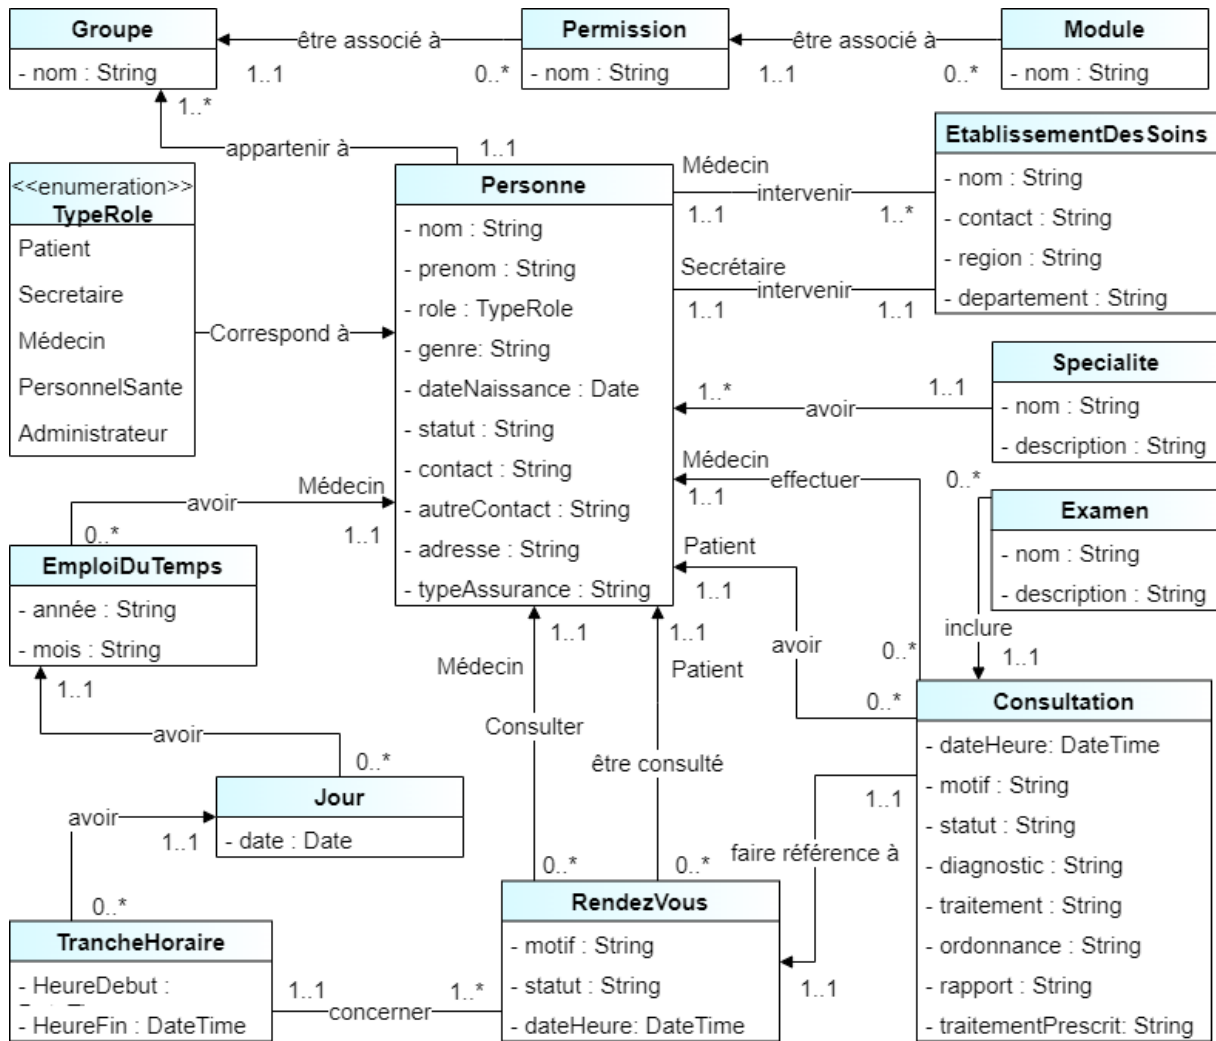 Groupe
- nom : String
être associé à
1..1
0..*
Permission
- nom : String
être associé à
1..1
0..*
Module
- nom : String
1..*
appartenir à
1..1
<<enumeration>>
TypeRole
Patient
Secretaire
Médecin
PersonnelSante
Administrateur
Correspond à
Personne
- nom : String
- prenom : String
- role : TypeRole
- genre: String
- dateNaissance : Date
- statut : String
- contact : String
- autreContact : String
- adresse : String
- typeAssurance : String
Médecin
intervenir
1..1
1..*
Secrétaire
intervenir
1..1
1..1
EtablissementDesSoins
- nom : String
- contact : String
- region : String
- departement : String
1..*
avoir
1..1
Specialite
- nom : String
- description : String
Médecin
effectuer
1..1
0..*
Examen
- nom : String
- description : String
inclure
0..*
1..1
Patient
1..1
avoir
0..*
Médecin
avoir
0..*
1..1
EmploiDuTemps
- année : String
- mois : String
1..1
avoir
0..*
Jour
- date : Date
avoir
1..1
0..*
TrancheHoraire
- HeureDebut :
- HeureFin : DateTime
1..1
concerner
1..*
1..1
Médecin
Consulter
0..*
1..1
Patient
être consulté
0..*
RendezVous
- motif : String
- statut : String
- dateHeure: DateTime
faire référence à
1..1
1..1
Consultation
- dateHeure: DateTime
- motif : String
- statut : String
- diagnostic : String
- traitement : String
- ordonnance : String
- rapport : String
- traitementPrescrit: String